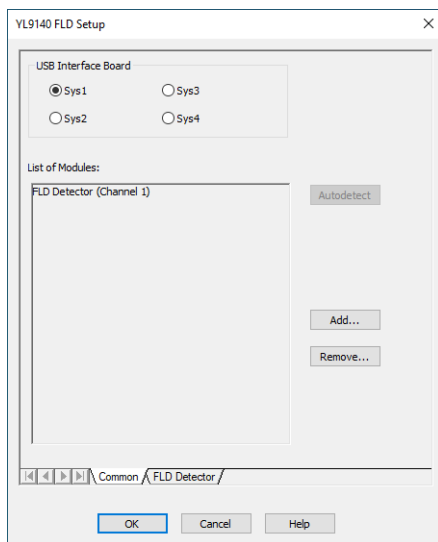 YL9140 FLD Setup
USB Interface Board
Sys1 Sys3
Sys2 Sys4
List of Modules:
FLD Detector (Channel 1)
Autodetect
Add...
Remove...
Common FLD Detector
OK Cancel Help